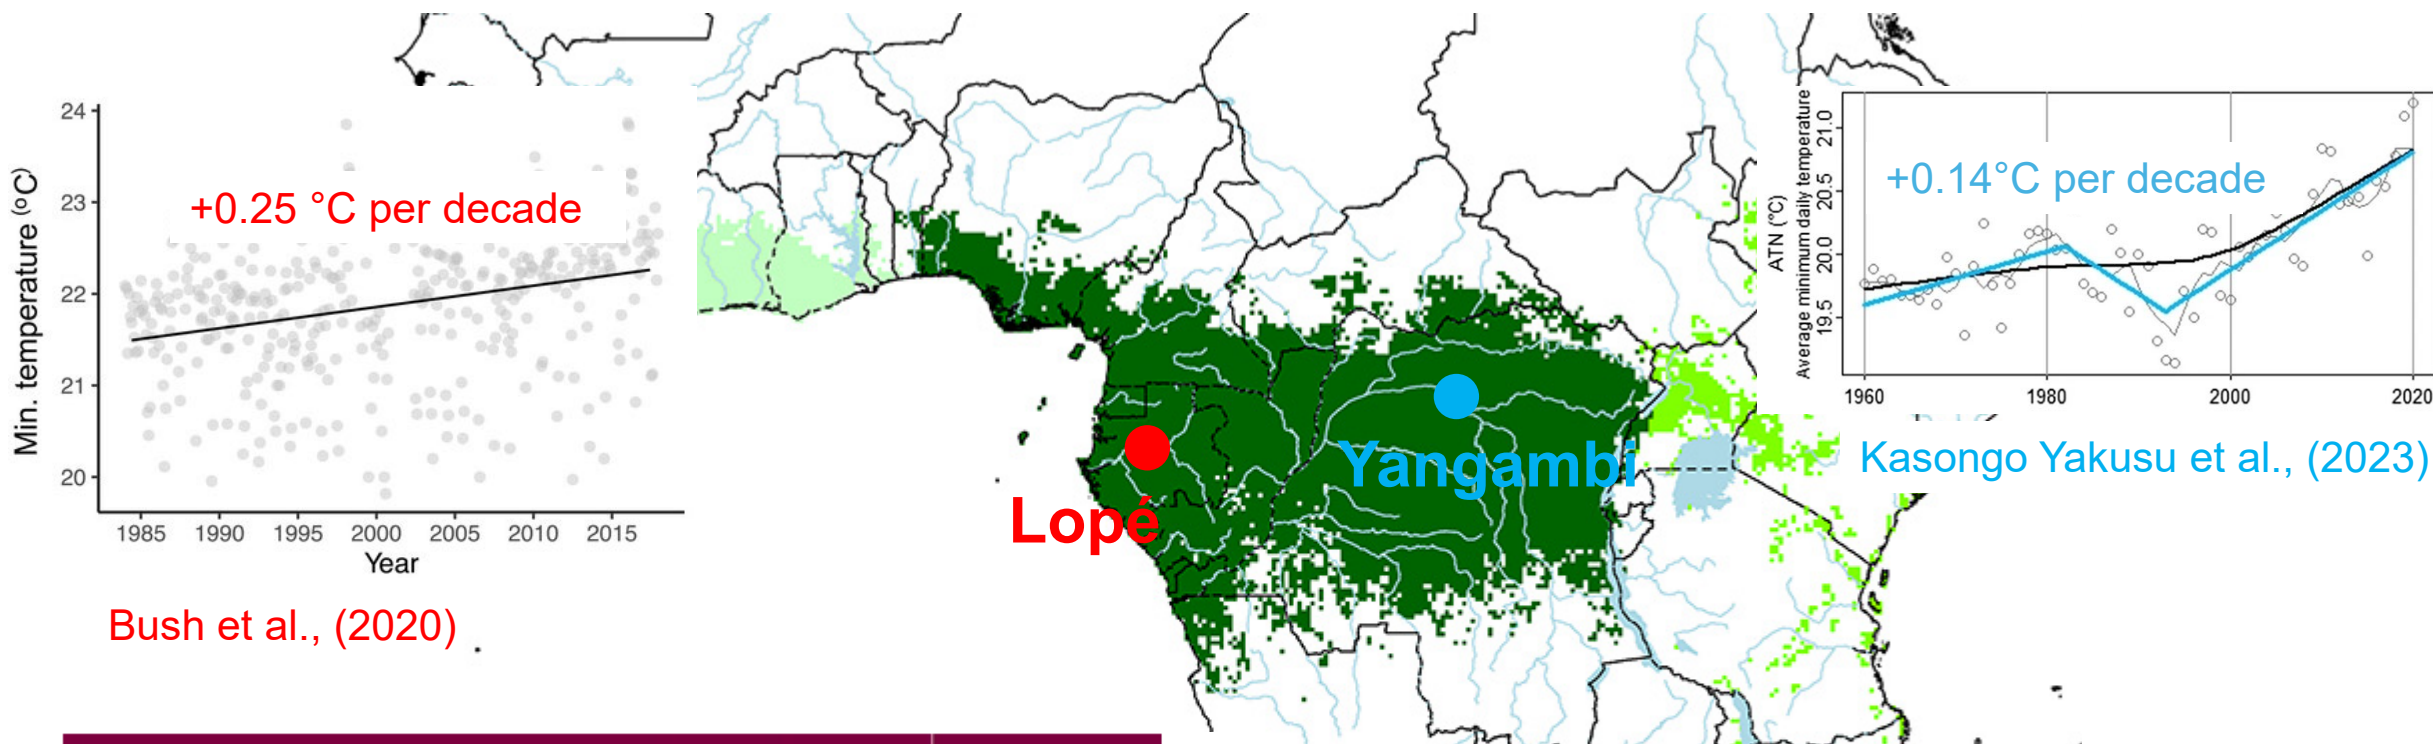 24
23
22
21
20
Min. temperature (ºC)
+0.25 °C per decade
1985 1990 1995 2000 2005 2010 2015
Year
Bush et al., (2020)
Lopé
Yangambi
Average minimum daily temperature
ATN (°C)
21.0
20.5
20.0
19.5
+0.14°C per decade
1960 1980 2000 2020
Kasongo Yakusu et al., (2023)